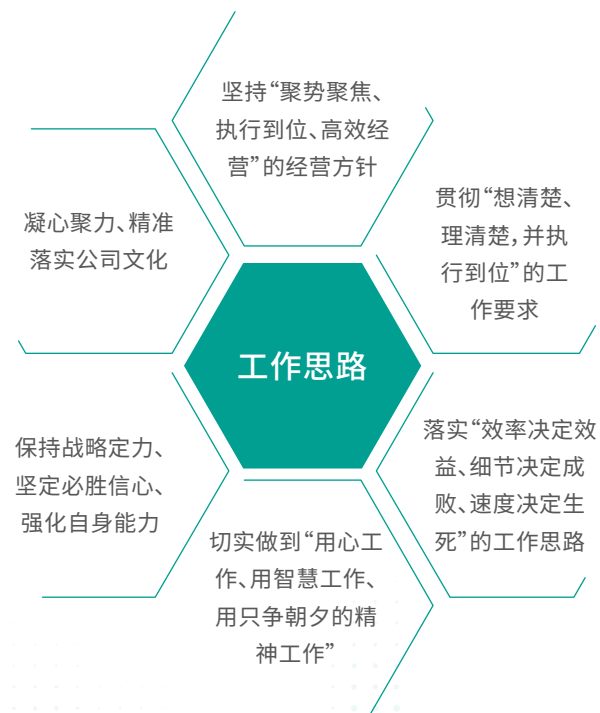 坚持“聚势聚焦、
执行到位、高效经
营”的经营方针
贯彻“想清楚、
理清楚，并执
行到位”的工
作要求
凝心聚力、精准
落实公司文化
工作思路
落实“效率决定效
益、细节决定成
败、速度决定生
死”的工作思路
保持战略定力、
坚定必胜信心、
强化自身能力
切实做到“用心工
作、用智慧工作、
用只争朝夕的精
神工作”